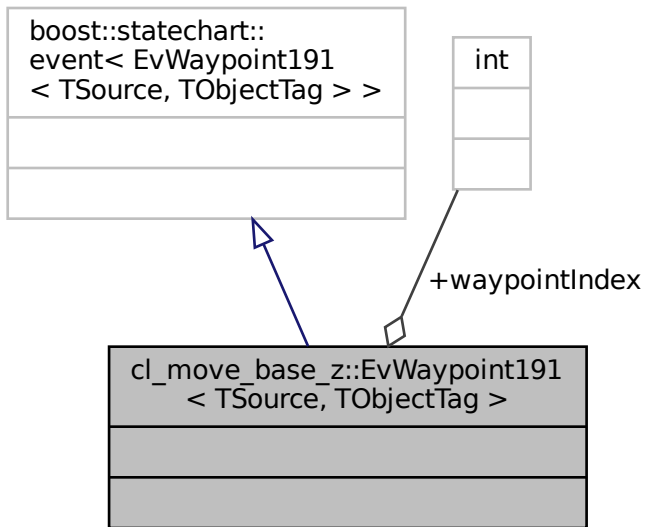 boost::statechart::
event< EvWaypoint191
< TSource, TObjectTag > >
int
+waypointIndex
cl_move_base_z::EvWaypoint191
< TSource, TObjectTag >